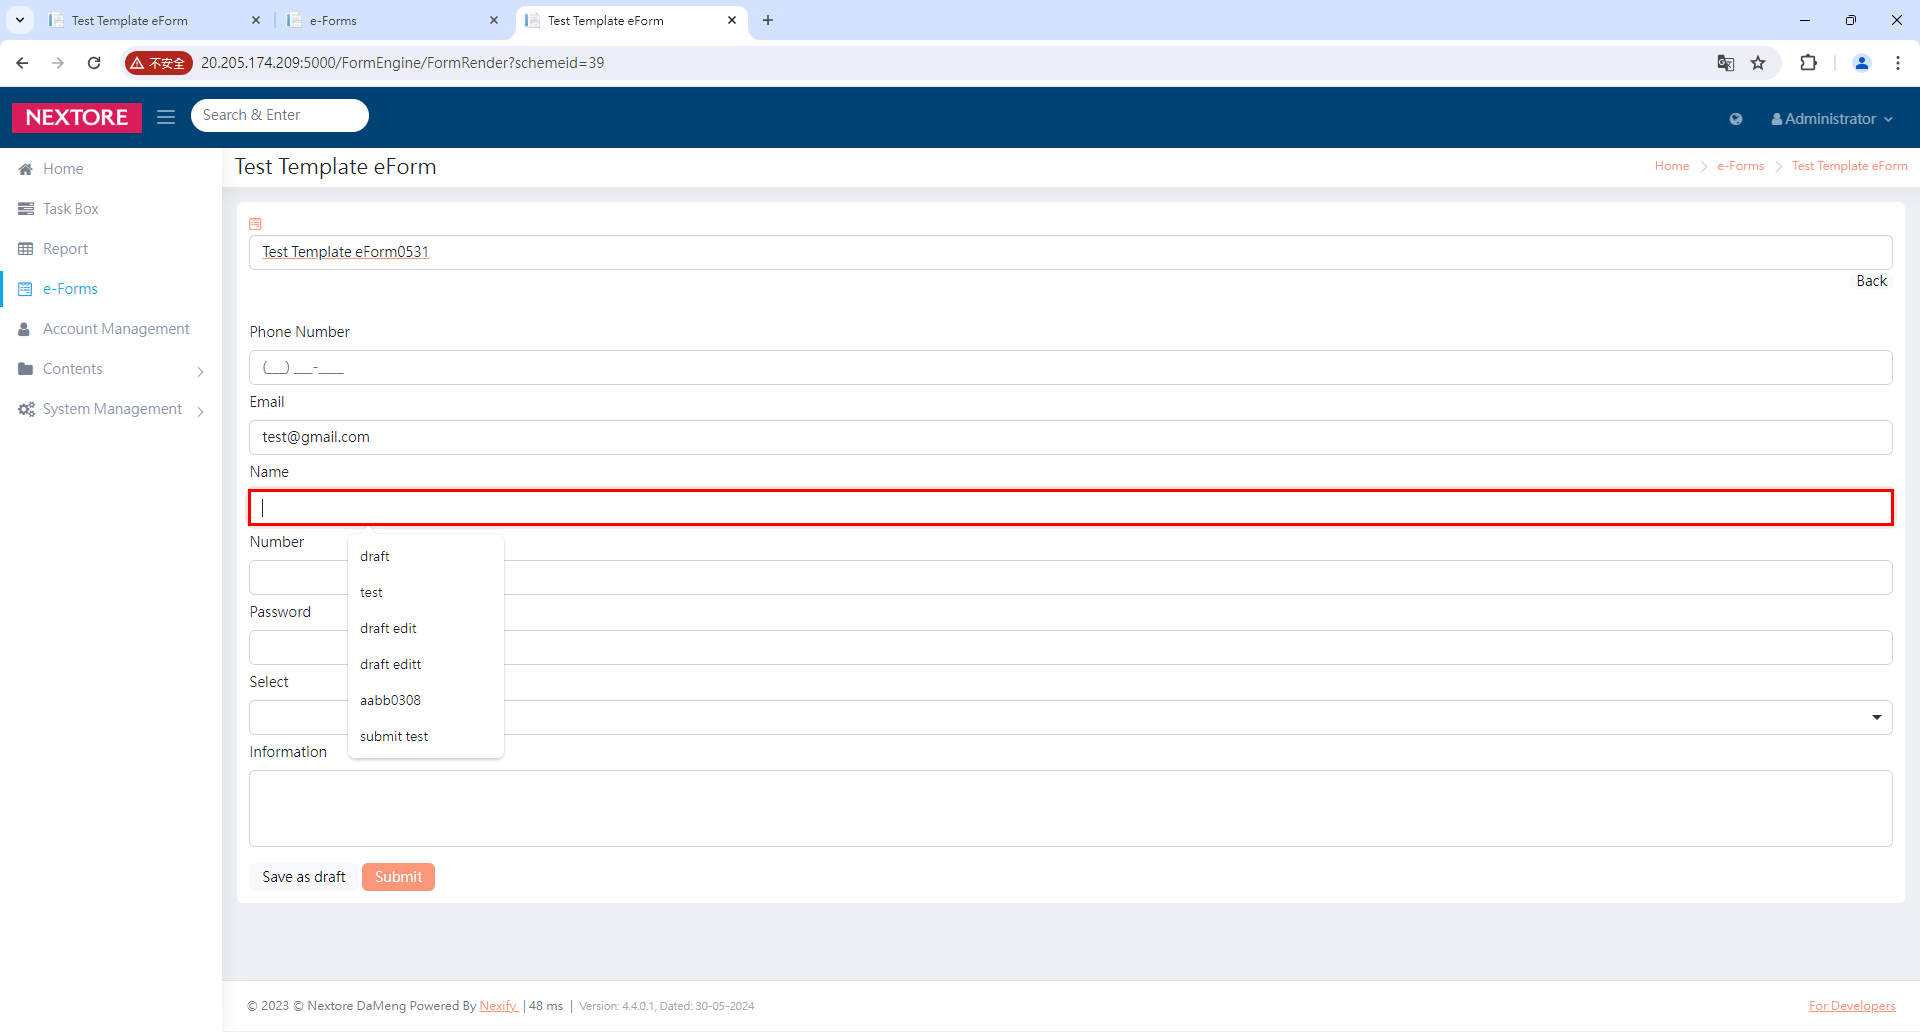 Test Template eForm
e-Forms
Test Template eForm
不安全
20.205.174.209:5000/FormEngine/FormRender?schemeid=39
NEXTORE
Search & Enter
Administrator
Home
Task Box
Report
e-Forms
Account Management
Contents
System Management
Test Template eForm
Home
e-Forms
Test Template eForm
Test Template eForm0531
Back
Phone Number
(___) ___-____
Email
test@gmail.com
Name
Number
draft
test
draft edit
draft editt
aabb0308
submit test
Password
Select
Information
Save as draft
Submit
© 2023 © Nextore DaMeng Powered By Nexify | 48 ms | Version: 4.4.0.1, Dated: 30-05-2024
For Developers